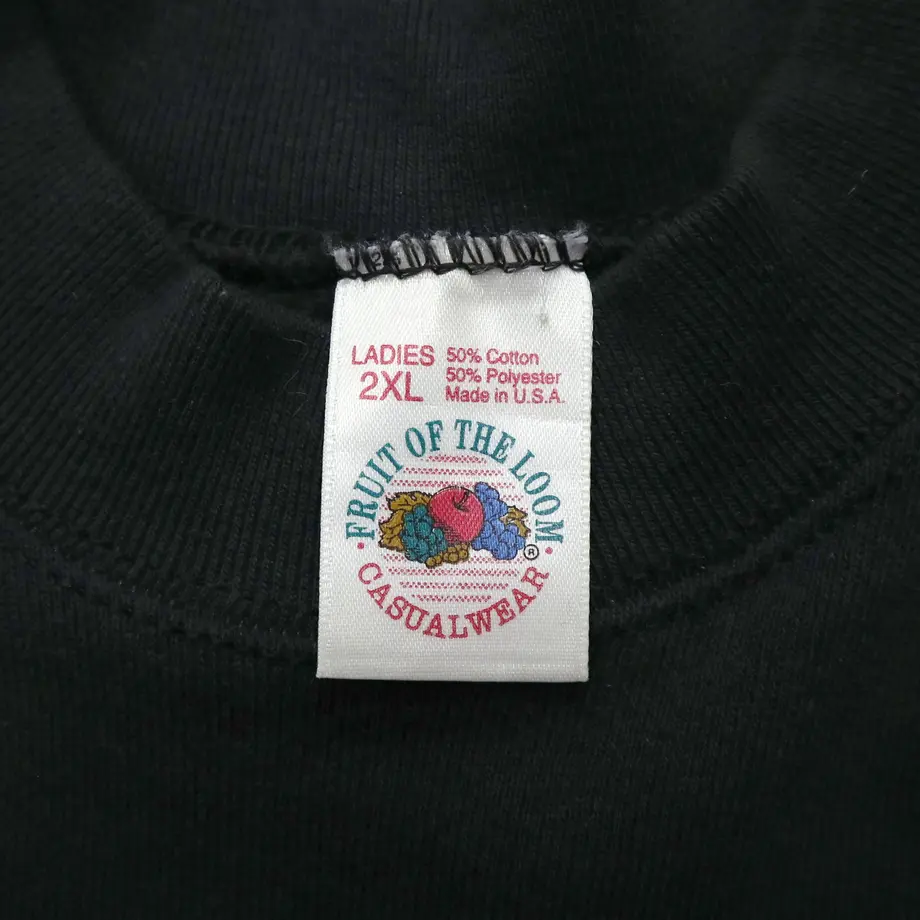 LADIES
2XL
50% Cotton
50% Polyester
Made in U.S.A.
FRUIT OF THE LOOM
®
CASUALWEAR